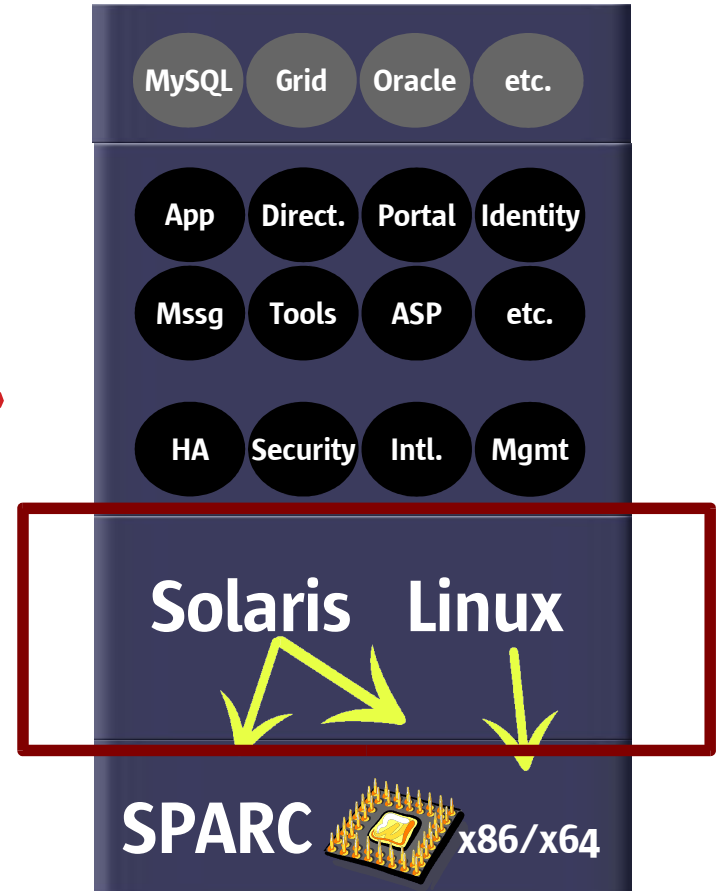 MySQL Grid Oracle etc.
App Direct. Portal Identity
Mssg Tools ASP etc.
HA Security Intl. Mgmt
Solaris Linux
SPARC x86/x64